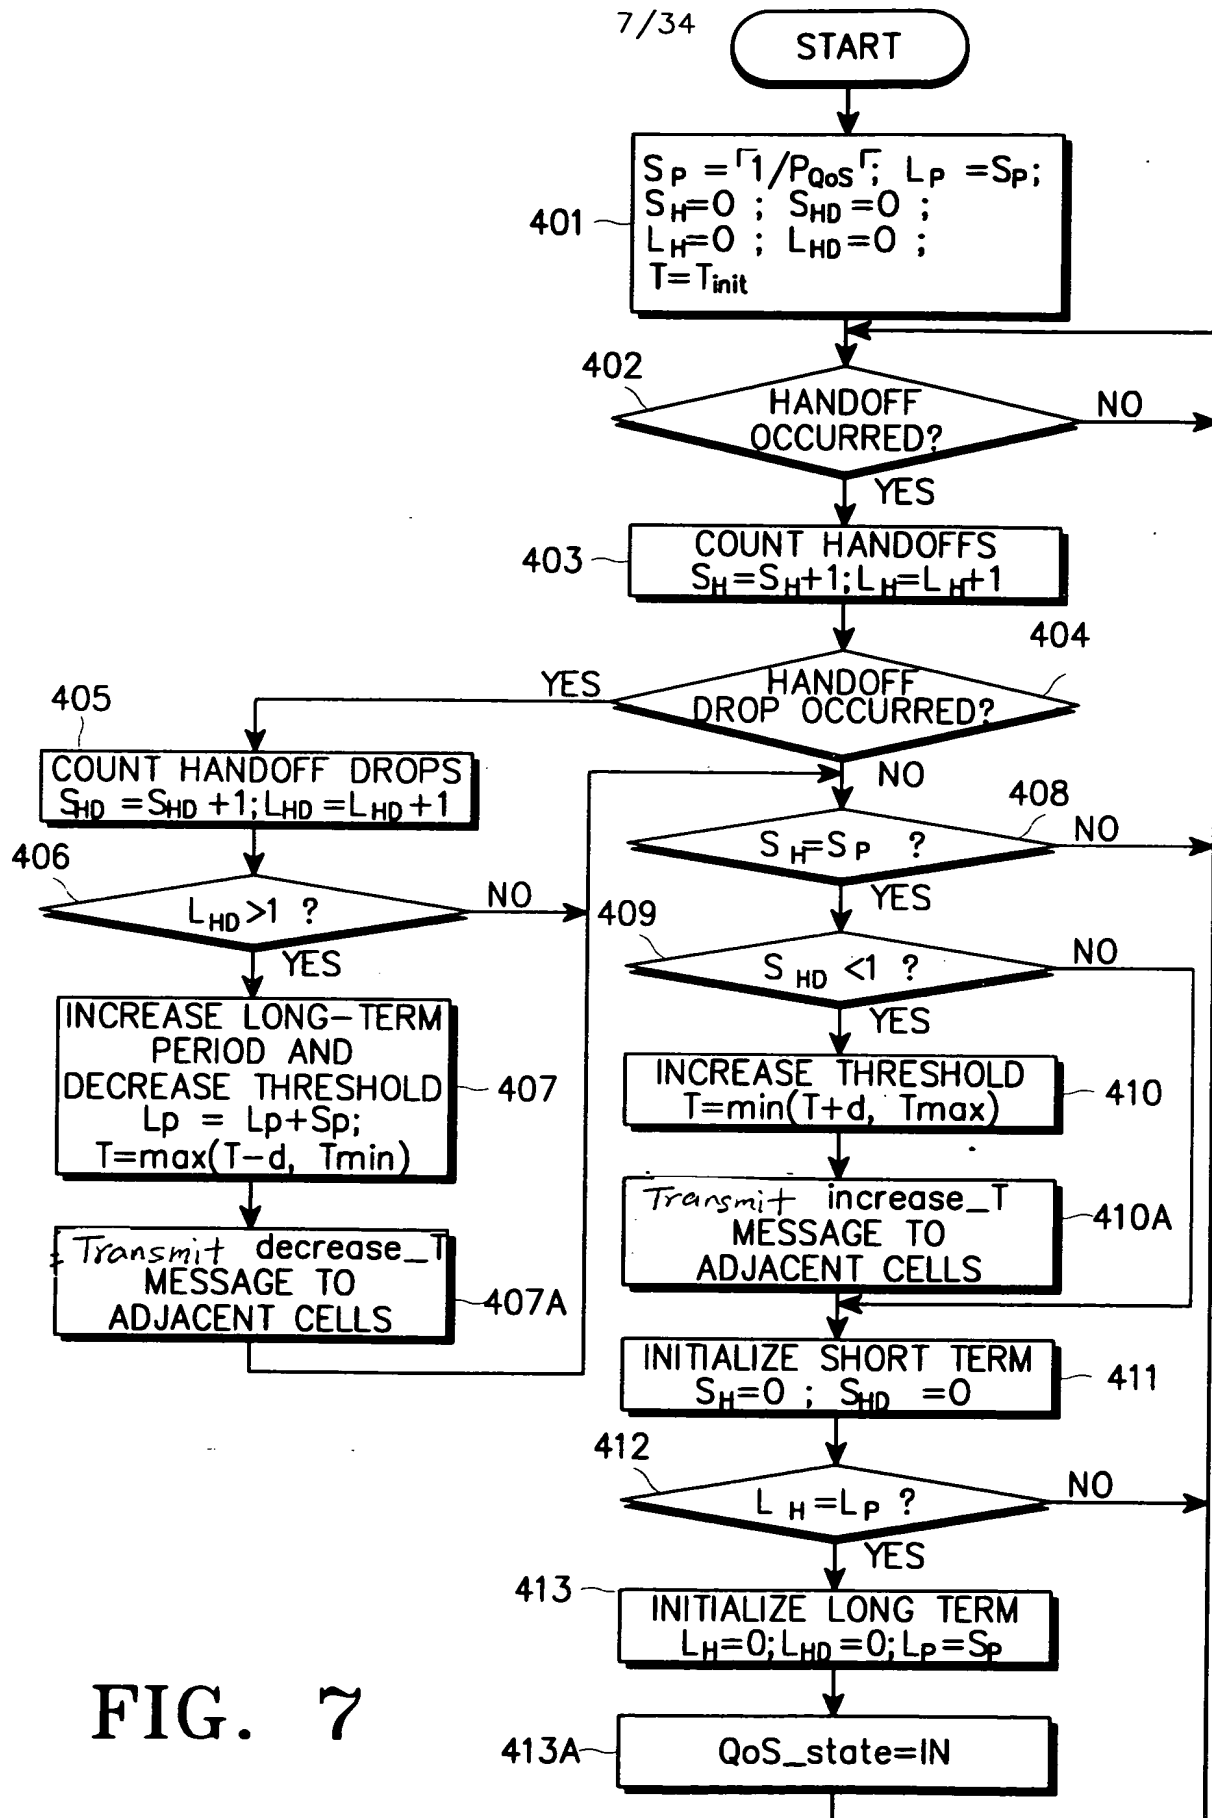 7/34
START
401
S_P = ⌈1/P_QoS⌈; L_P =S_P;
S_H=0 ; S_HD=0 ;
L_H=0 ; L_HD=0 ;
T=T_init
402
HANDOFF
OCCURRED?
NO
YES
403
COUNT HANDOFFS
S_H=S_H+1;L_H=L_H+1
404
HANDOFF
DROP OCCURRED?
YES
NO
405
COUNT HANDOFF DROPS
S_HD =S_HD +1;L_HD =L_HD +1
406
L_HD >1 ?
NO
YES
INCREASE LONG-TERM
PERIOD AND
DECREASE THRESHOLD
Lp = Lp+Sp;
T=max(T-d, Tmin)
407
Transmit decrease_T
MESSAGE TO
ADJACENT CELLS
407A
408
S_H=S_P ?
NO
YES
409
S_HD <1 ?
NO
YES
INCREASE THRESHOLD
T=min(T+d, Tmax)
410
Transmit increase_T
MESSAGE TO
ADJACENT CELLS
410A
INITIALIZE SHORT TERM
S_H=0 ; S_HD =0
411
412
L_H=L_P ?
NO
YES
413
INITIALIZE LONG TERM
L_H=0;L_HD=0;L_P=S_P
413A
QoS_state=IN
FIG. 7